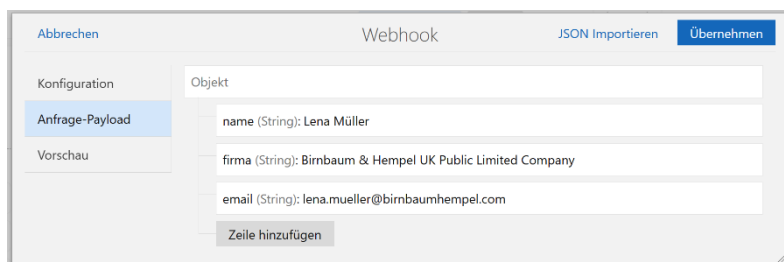 Abbrechen
Webhook
JSON Importieren
Übernehmen
Konfiguration
Anfrage-Payload
Vorschau
Objekt
name (String): Lena Müller
firma (String): Birnbaum & Hempel UK Public Limited Company
email (String): lena.mueller@birnbaumhempel.com
Zeile hinzufügen